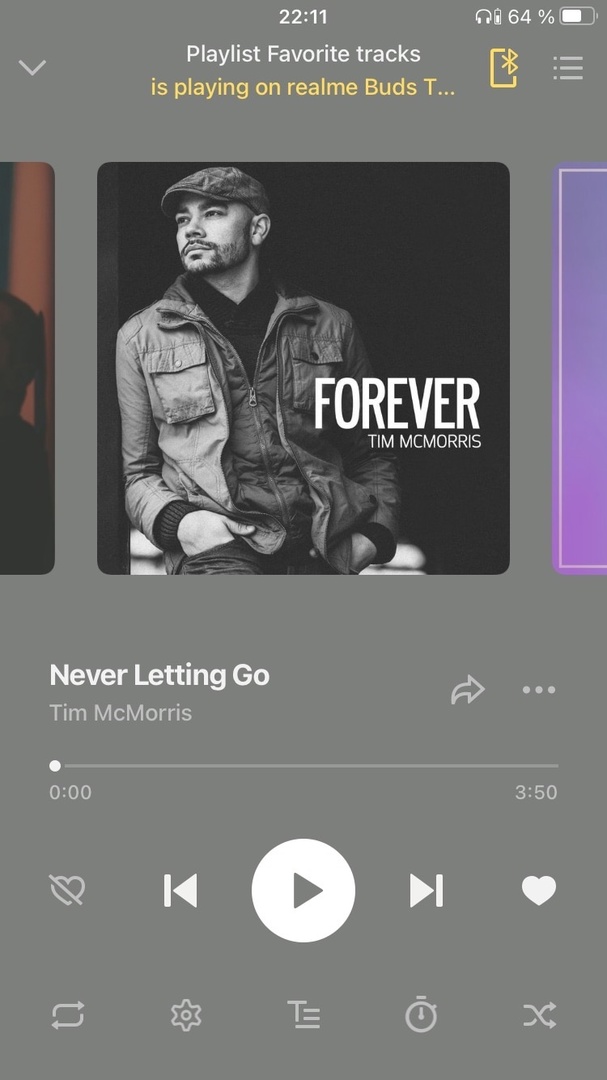 22:11
64 %
Playlist Favorite tracks
is playing on realme Buds T...
FOREVER
TIM MCMORRIS
Never Letting Go
Tim McMorris
0:00
3:50